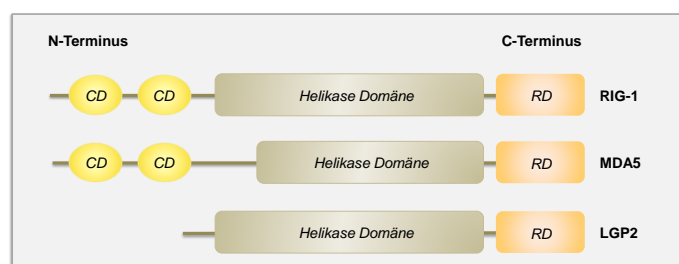 N-Terminus C-Terminus
CD CD Helikase Domäne RD RIG-1
CD CD Helikase Domäne RD MDA5
Helikase Domäne RD LGP2